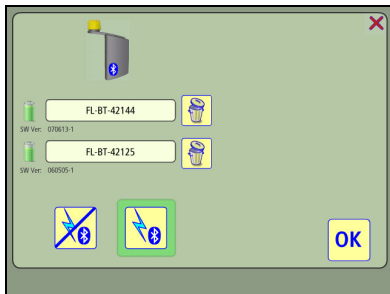 FL-BT-42144
SW Ver: 070613-1
FL-BT-42125
SW Ver: 060505-1
OK